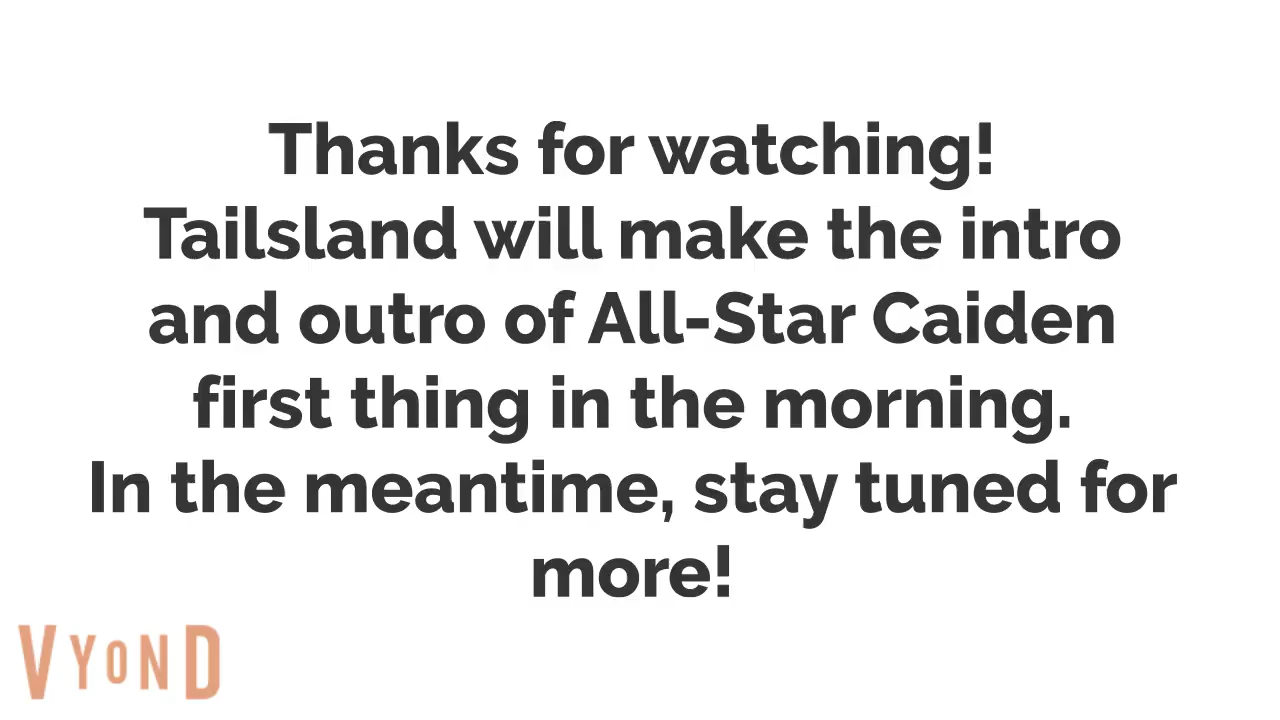 Thanks for watching!
Tailsland will make the intro
and outro of All-Star Caiden
first thing in the morning.
In the meantime, stay tuned for
more!
VYOND